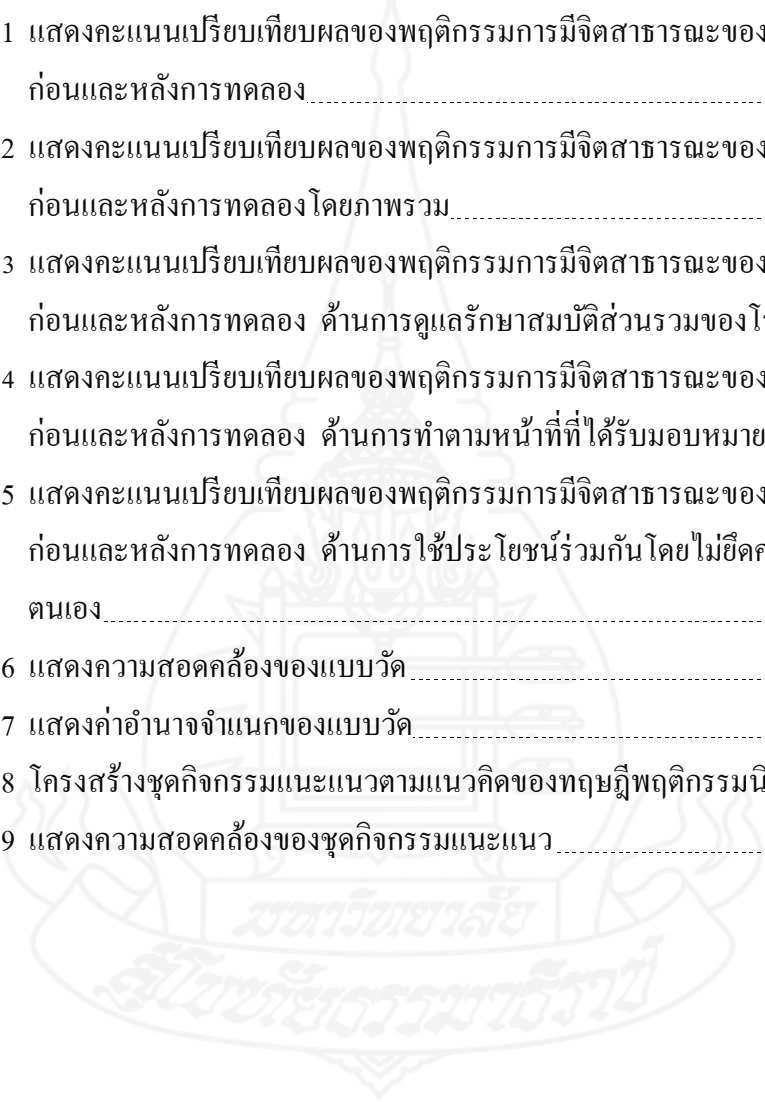 1 แสดงคะแนนเปรียบเทียบผลของพฤติกรรมการมีจิตสาธารณะของ
ก่อนและหลังการทดลอง
2 แสดงคะแนนเปรียบเทียบผลของพฤติกรรมการมีจิตสาธารณะของ
ก่อนและหลังการทดลองโดยภาพรวม
3 แสดงคะแนนเปรียบเทียบผลของพฤติกรรมการมีจิตสาธารณะของ
ก่อนและหลังการทดลอง ด้านการดูแลรักษาสมบัติส่วนรวมของ
4 แสดงคะแนนเปรียบเทียบผลของพฤติกรรมการมีจิตสาธารณะของ
ก่อนและหลังการทดลอง ด้านการทำตามหน้าที่ที่ได้รับมอบหมาย
5 แสดงคะแนนเปรียบเทียบผลของพฤติกรรมการมีจิตสาธารณะของ
ก่อนและหลังการทดลอง ด้านการใช้ประโยชน์ร่วมกันโดยไม่ยึด
ตนเอง
6 แสดงความสอดคล้องของแบบวัด
7 แสดงค่าอำนาจจำแนกของแบบวัด
8 โครงสร้างชุดกิจกรรมแนะแนวตามแนวคิดของทฤษฎีพฤติกรรม
9 แสดงความสอดคล้องของชุดกิจกรรมแนะแนว
มหาวิทยาลัย
สุโขทัยธรรมาธิราช